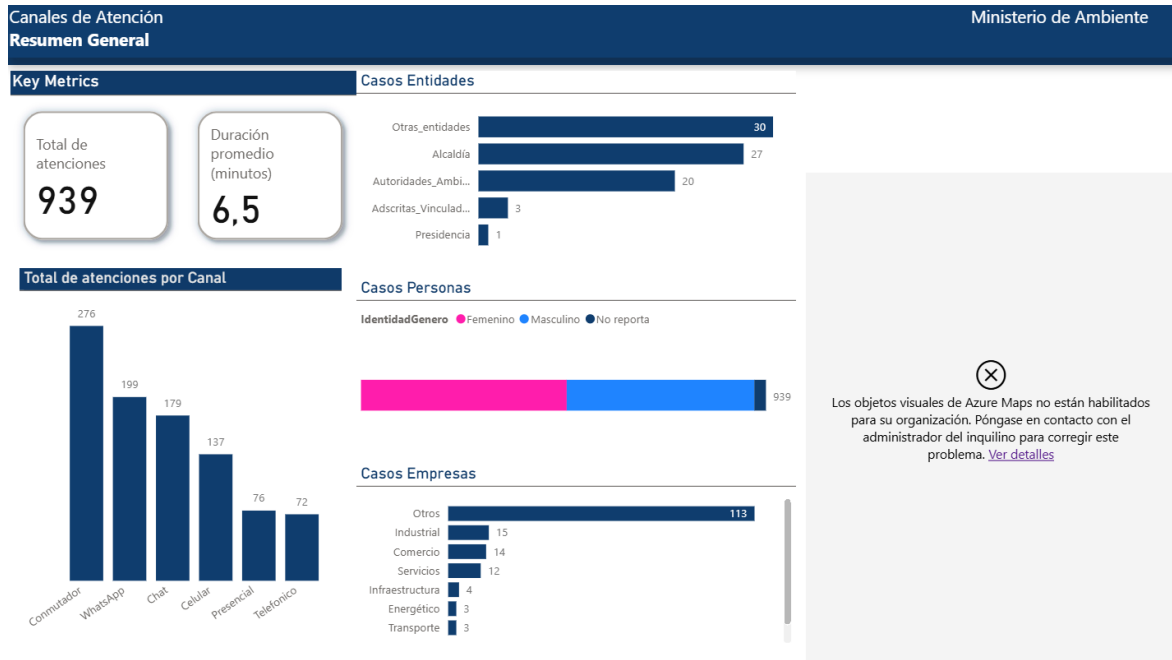 Canales de Atención
Resumen General
Ministerio de Ambiente
Key Metrics
Total de
atenciones
939
Duración
promedio
(minutos)
6,5
Total de atenciones por Canal
276
199
179
137
76
72
Conmutador
WhatsApp
Chat
Celular
Presencial
Telefonico
Casos Entidades
Otras_entidades 30
Alcaldía 27
Autoridades_Ambi... 20
Adscritas_Vinculad... 3
Presidencia 1
Casos Personas
IdentidadGenero Femenino Masculino No reporta
939
Casos Empresas
Otros 113
Industrial 15
Comercio 14
Servicios 12
Infraestructura 4
Energético 3
Transporte 3
Los objetos visuales de Azure Maps no están habilitados
para su organización. Póngase en contacto con el
administrador del inquilino para corregir este
problema. Ver detalles